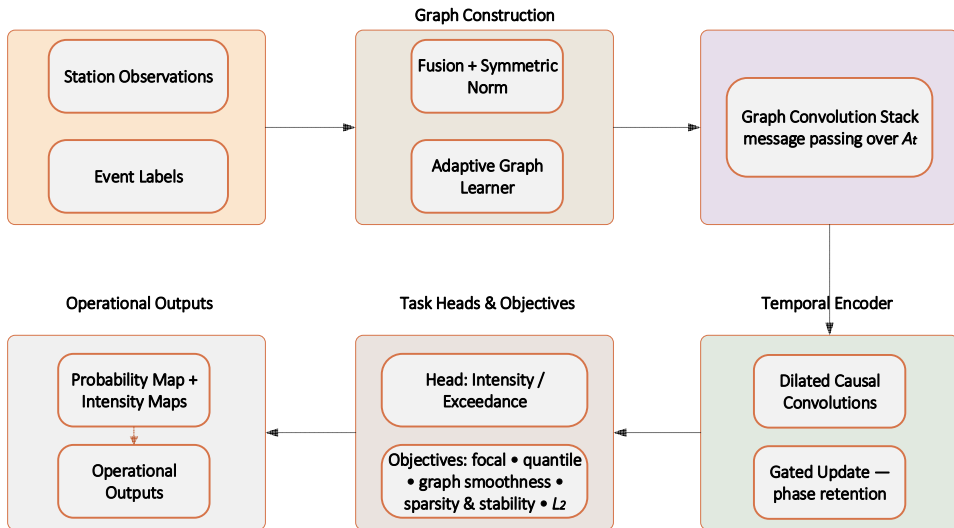 Graph Construction
Station Observations
Event Labels
Fusion + Symmetric
Norm
Adaptive Graph
Learner
Graph Convolution Stack
message passing over At
Operational Outputs
Task Heads & Objectives
Temporal Encoder
Probability Map +
Intensity Maps
Operational
Outputs
Head: Intensity /
Exceedance
Objectives: focal • quantile
• graph smoothness •
sparsity & stability • L2
Dilated Causal
Convolutions
Gated Update —
phase retention